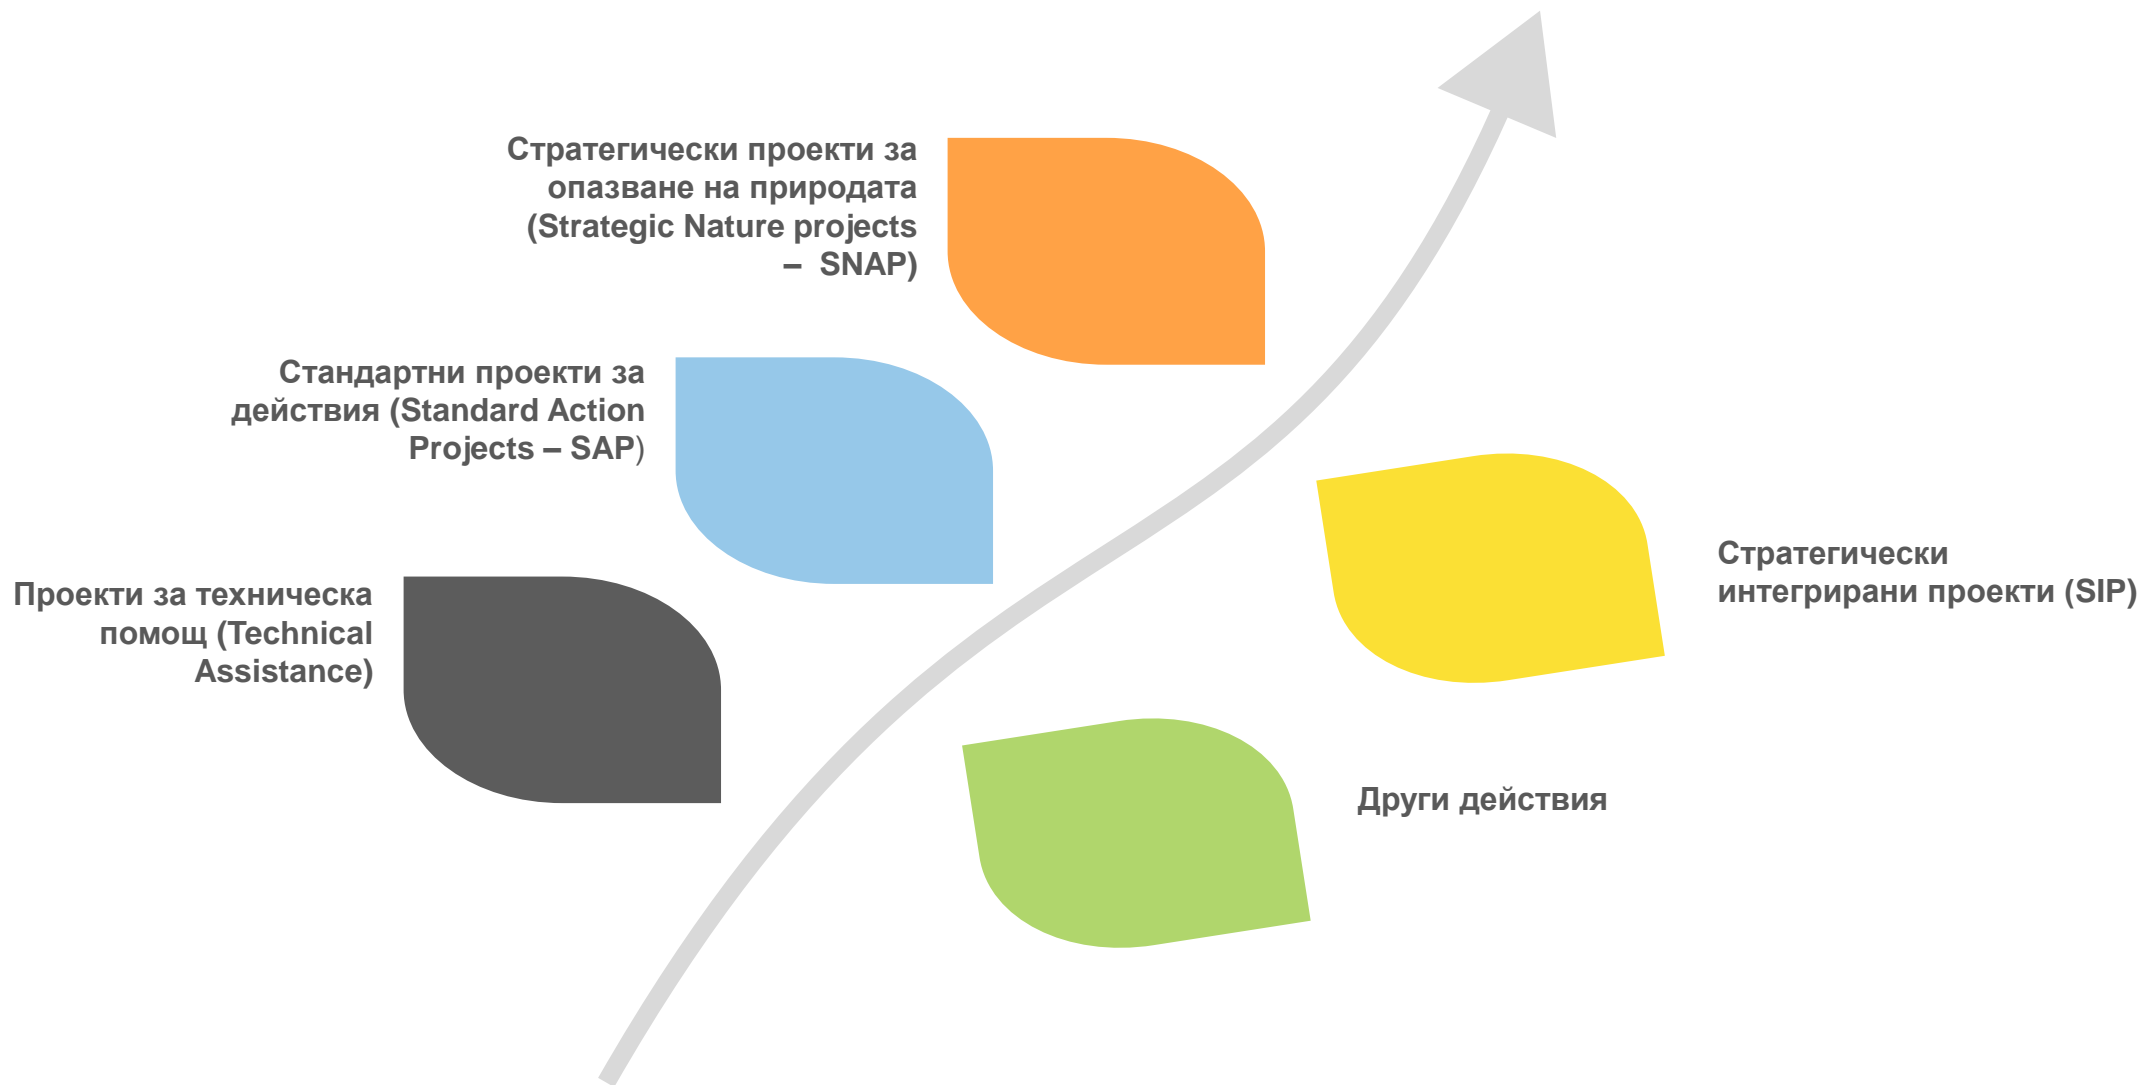 Стратегически проекти за
опазване на природата
(Strategic Nature projects
– SNAP)
Стандартни проекти за
действия (Standard Action
Projects – SAP)
Проекти за техническа
помощ (Technical
Assistance)
Стратегически
интегрирани проекти (SIP)
Други действия